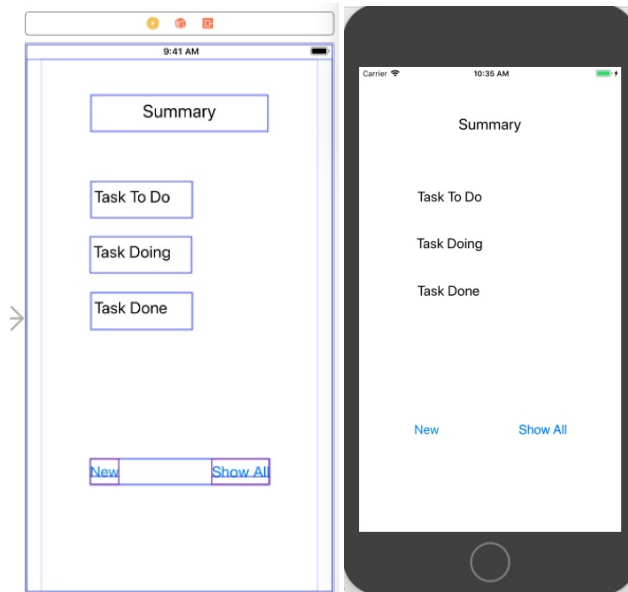 9:41 AM
Summary
Task To Do
Task Doing
Task Done
New Show All
Carrier 10:35 AM
Summary
Task To Do
Task Doing
Task Done
New Show All